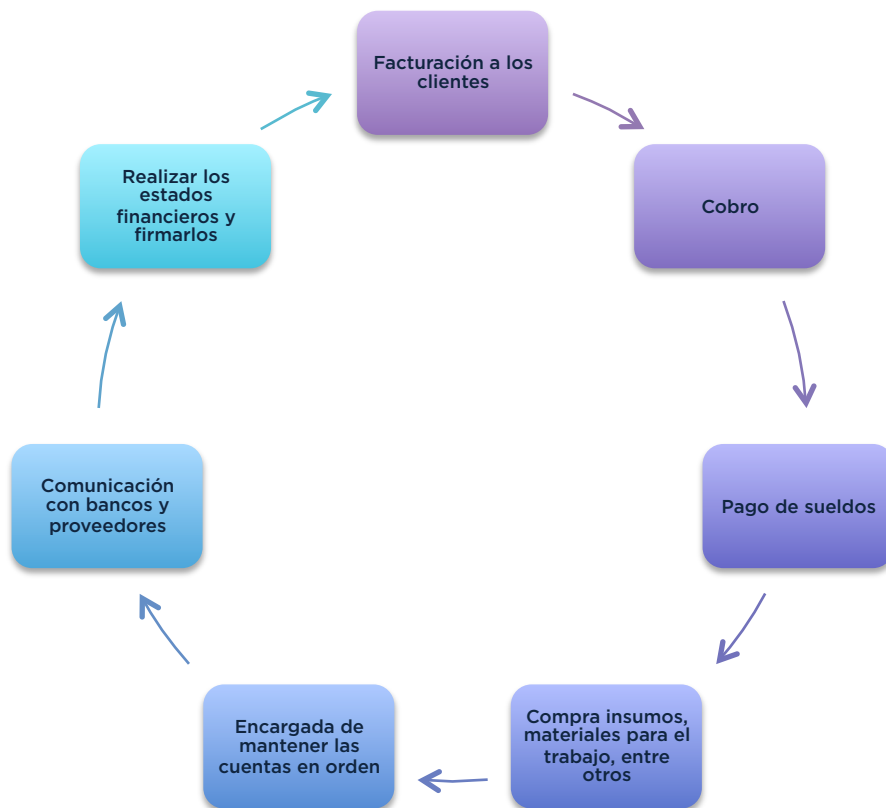 Facturación a los
clientes
Cobro
Pago de sueldos
Compra insumos,
materiales para el
trabajo, entre
otros
Encargada de
mantener las
cuentas en orden
Comunicación
con bancos y
proveedores
Realizar los
estados
financieros y
firmarlos